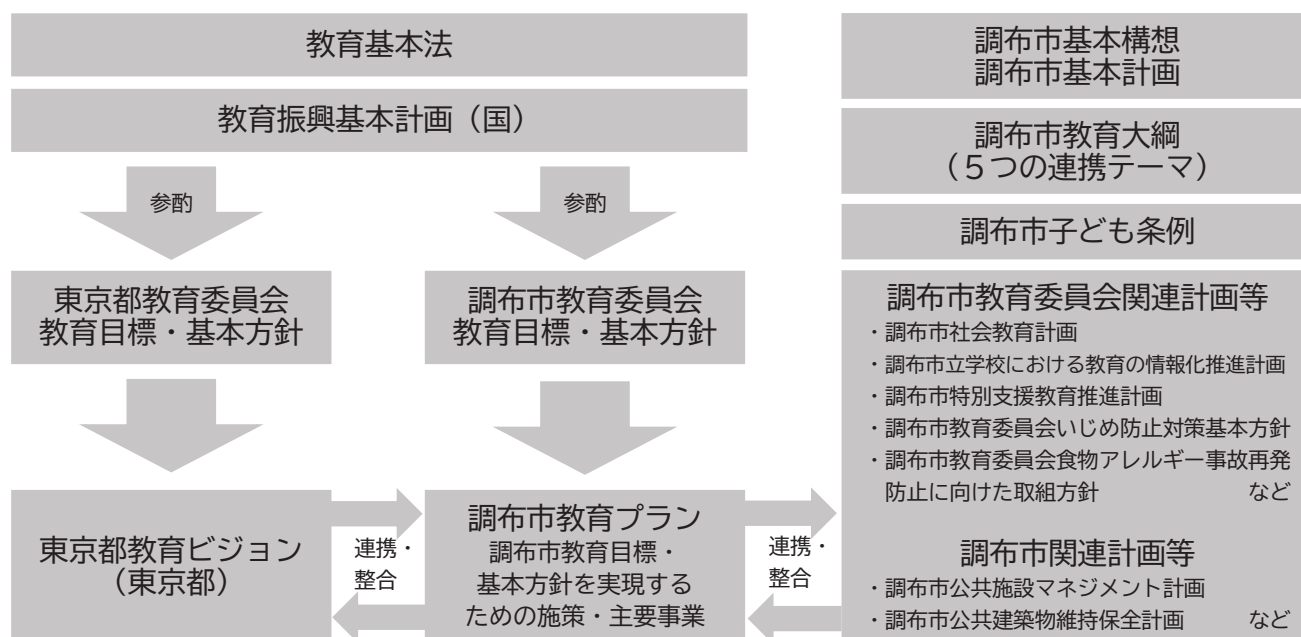 教育基本法
教育振興基本計画（国）
参酌
参酌
東京都教育委員会
教育目標・基本方針
調布市教育委員会
教育目標・基本方針
東京都教育ビジョン
（東京都）
連携・
整合
調布市教育プラン
調布市教育目標・
基本方針を実現する
ための施策・主要事業
連携・
整合
調布市基本構想
調布市基本計画
調布市教育大綱
（５つの連携テーマ）
調布市子ども条例
調布市教育委員会関連計画等
・調布市社会教育計画
・調布市立学校における教育の情報化推進計画
・調布市特別支援教育推進計画
・調布市教育委員会いじめ防止対策基本方針
・調布市教育委員会食物アレルギー事故再発
防止に向けた取組方針 など
調布市関連計画等
・調布市公共施設マネジメント計画
・調布市公共建築物維持保全計画 など